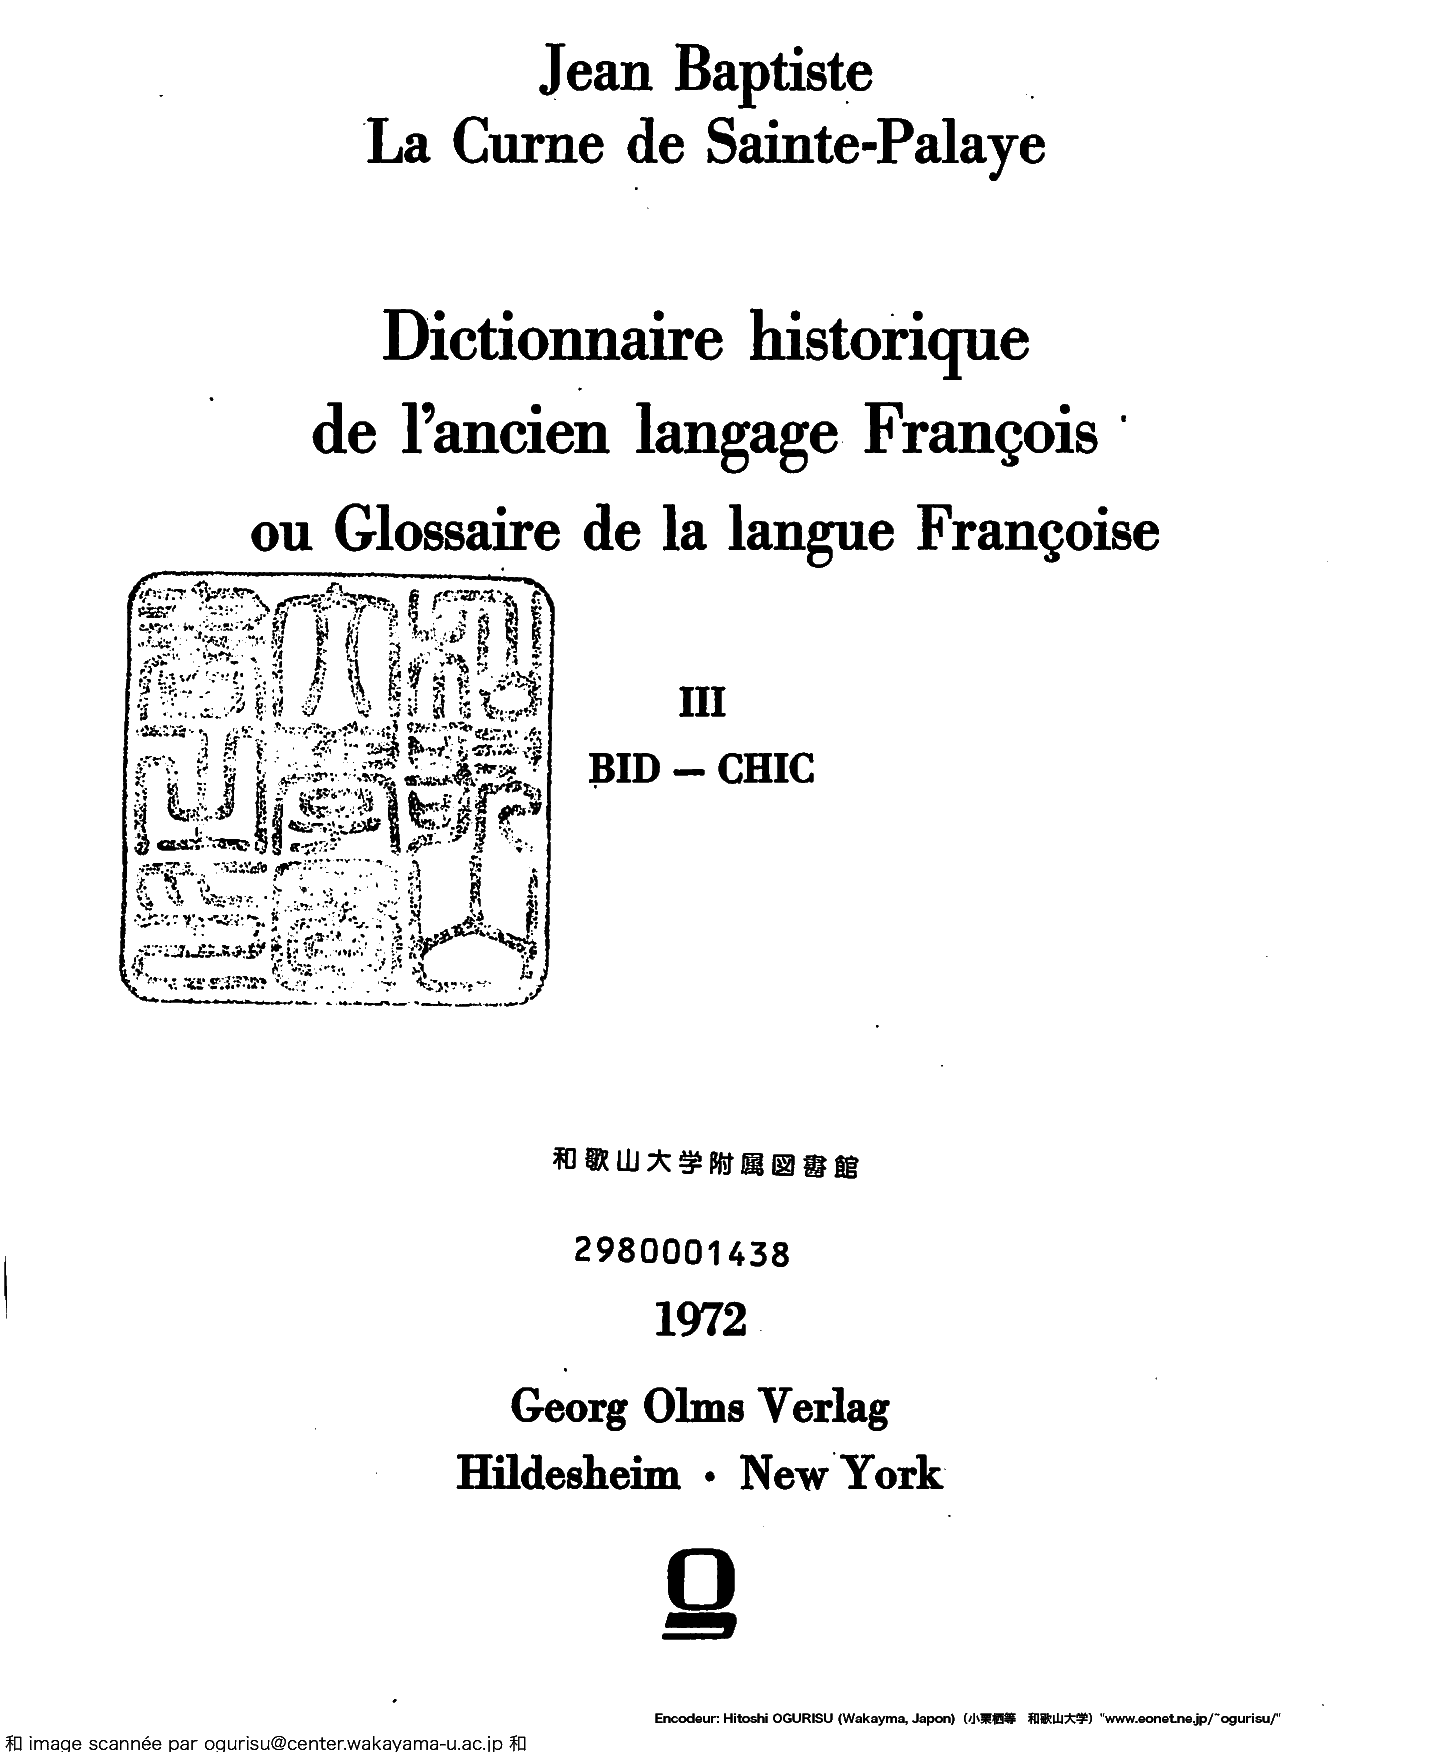 Jean Baptiste
La Curne de Sainte-Palaye
Dictionnaire historique
de l'ancien langage François
ou Glossaire de la langue Françoise
III
BID — CHIC
和歌山大学附属図書館
2980001438
1972
Georg Olms Verlag
Hildesheim · New York
Encodeur: Hitoshi OGURISU (Wakayma, Japon) (小栗栖等 和歌山大学) "www.eonet.ne.jp/~ogurisu/"
和 image scannée par ogurisu@center.wakayama-u.ac.jp 和